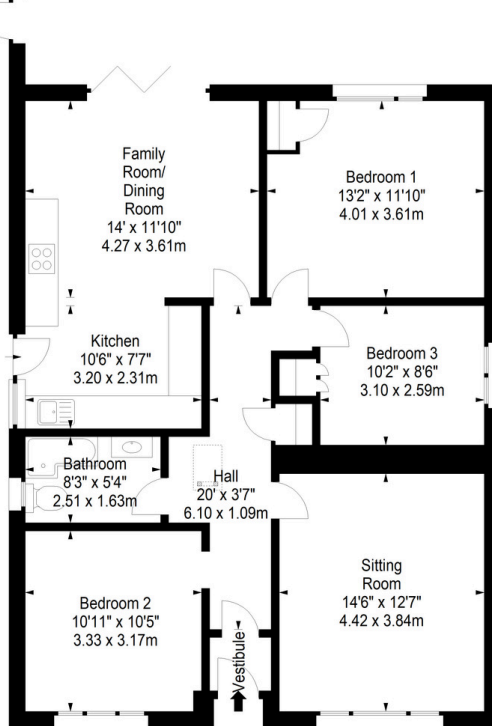 Family
Room/
Dining
Room
14' x 11'10"
4.27 x 3.61m
Bedroom 1
13'2" x 11'10"
4.01 x 3.61m
Kitchen
10'6" x 7'7"
3.20 x 2.31m
Bedroom 3
10'2" x 8'6"
3.10 x 2.59m
Bathroom
8'3" x 5'4"
2.51 x 1.63m
Hall
20' x 3'7"
6.10 x 1.09m
Sitting
Room
14'6" x 12'7"
4.42 x 3.84m
Bedroom 2
10'11" x 10'5"
3.33 x 3.17m
Vestibule